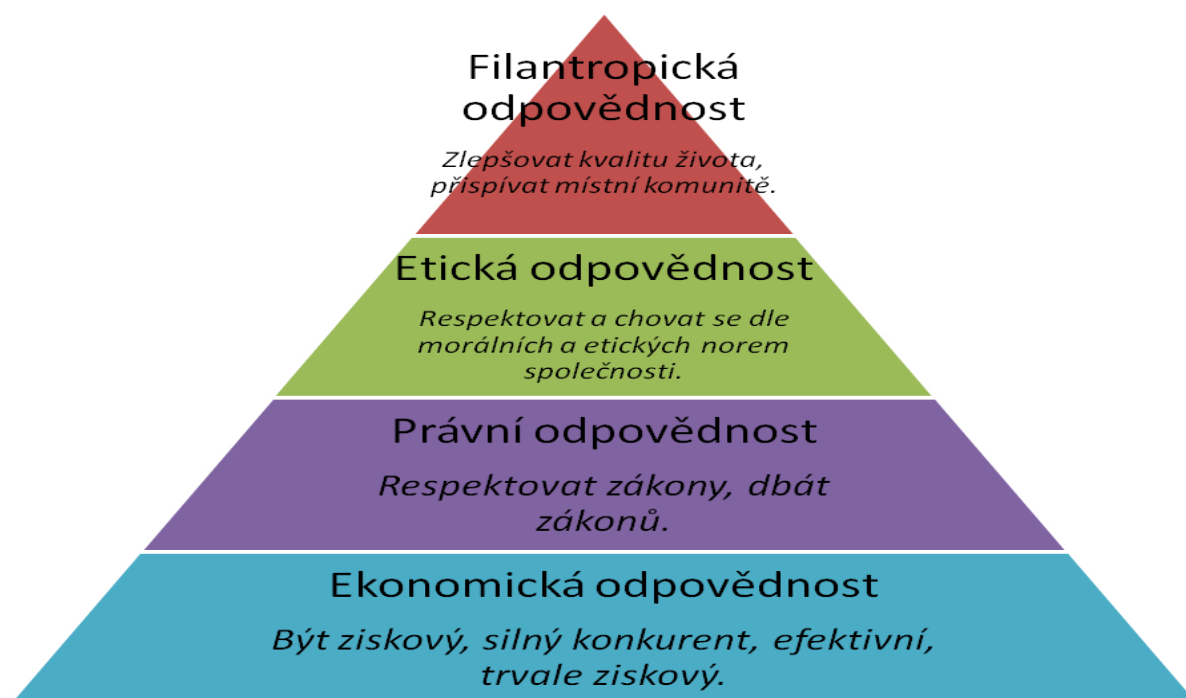 Filantropická
odpovědnost
Zlepšovat kvalitu života,
přispívat místní komunitě.
Etická odpovědnost
Respektovat a chovat se dle
morálních a etických norem
společnosti.
Právní odpovědnost
Respektovat zákony, dbát
zákonů.
Ekonomická odpovědnost
Být ziskový, silný konkurent, efektivní,
trvale ziskový.